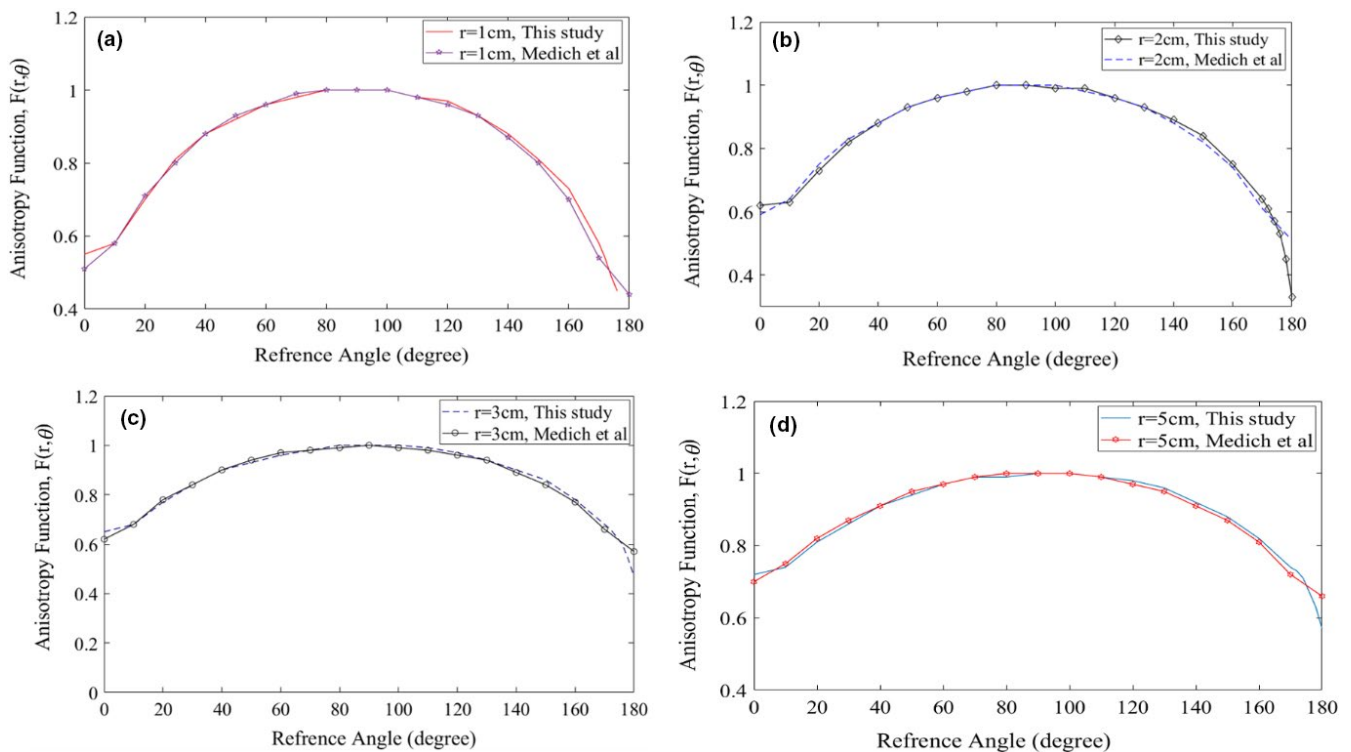 (a)
r=1cm, This study
r=1cm, Medich et al
1.2
1
0.8
0.6
0.4
0 20 40 60 80 100 120 140 160 180
Anisotropy Function, F(r,θ)
Refrence Angle (degree)
(b)
r=2cm, This study
r=2cm, Medich et al
1.2
1
0.8
0.6
0.4
0 20 40 60 80 100 120 140 160 180
Anisotropy Function, F(r,θ)
Refrence Angle (degree)
(c)
r=3cm, This study
r=3cm, Medich et al
1.2
1
0.8
0.6
0.4
0.2
0
0 20 40 60 80 100 120 140 160 180
Anisotropy Function, F(r,θ)
Refrence Angle (degree)
(d)
r=5cm, This study
r=5cm, Medich et al
1.2
1
0.8
0.6
0.4
0 20 40 60 80 100 120 140 160 180
Anisotropy Function, F(r,θ)
Refrence Angle (degree)